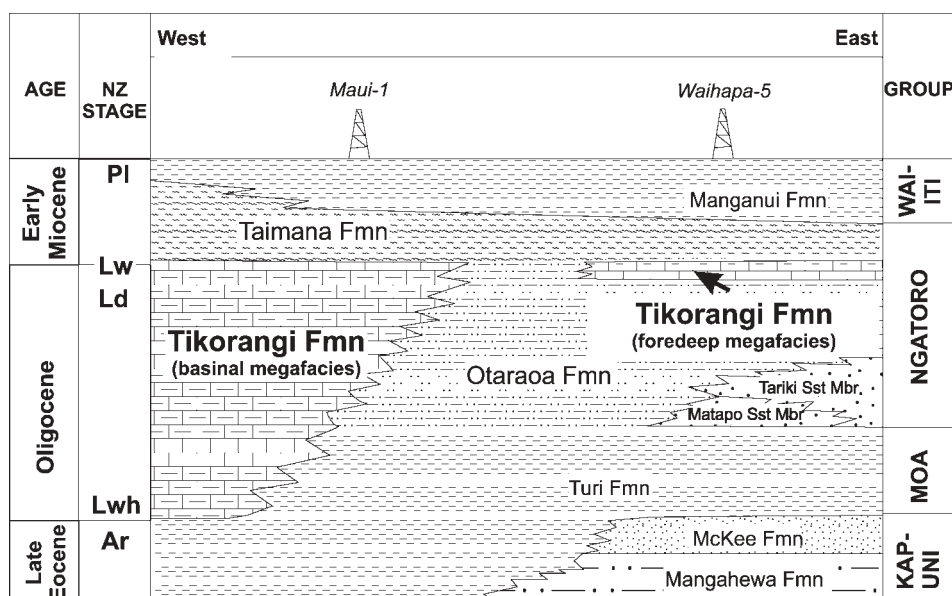 West
East
AGE
NZ
STAGE
Maui-1
Waihapa-5
GROUP
Early
Miocene
Pl
Manganui Fmn
WAI-
ITI
Taimana Fmn
Lw
Ld
Tikorangi Fmn
(basinal megafacies)
Tikorangi Fmn
(foredeep megafacies)
NGATORO
Otaraoa Fmn
Tariki Sst Mbr
Matapo Sst Mbr
Oligocene
Turi Fmn
MOA
Lwh
Late
Eocene
Ar
McKee Fmn
Mangahewa Fmn
KAP-
UNI